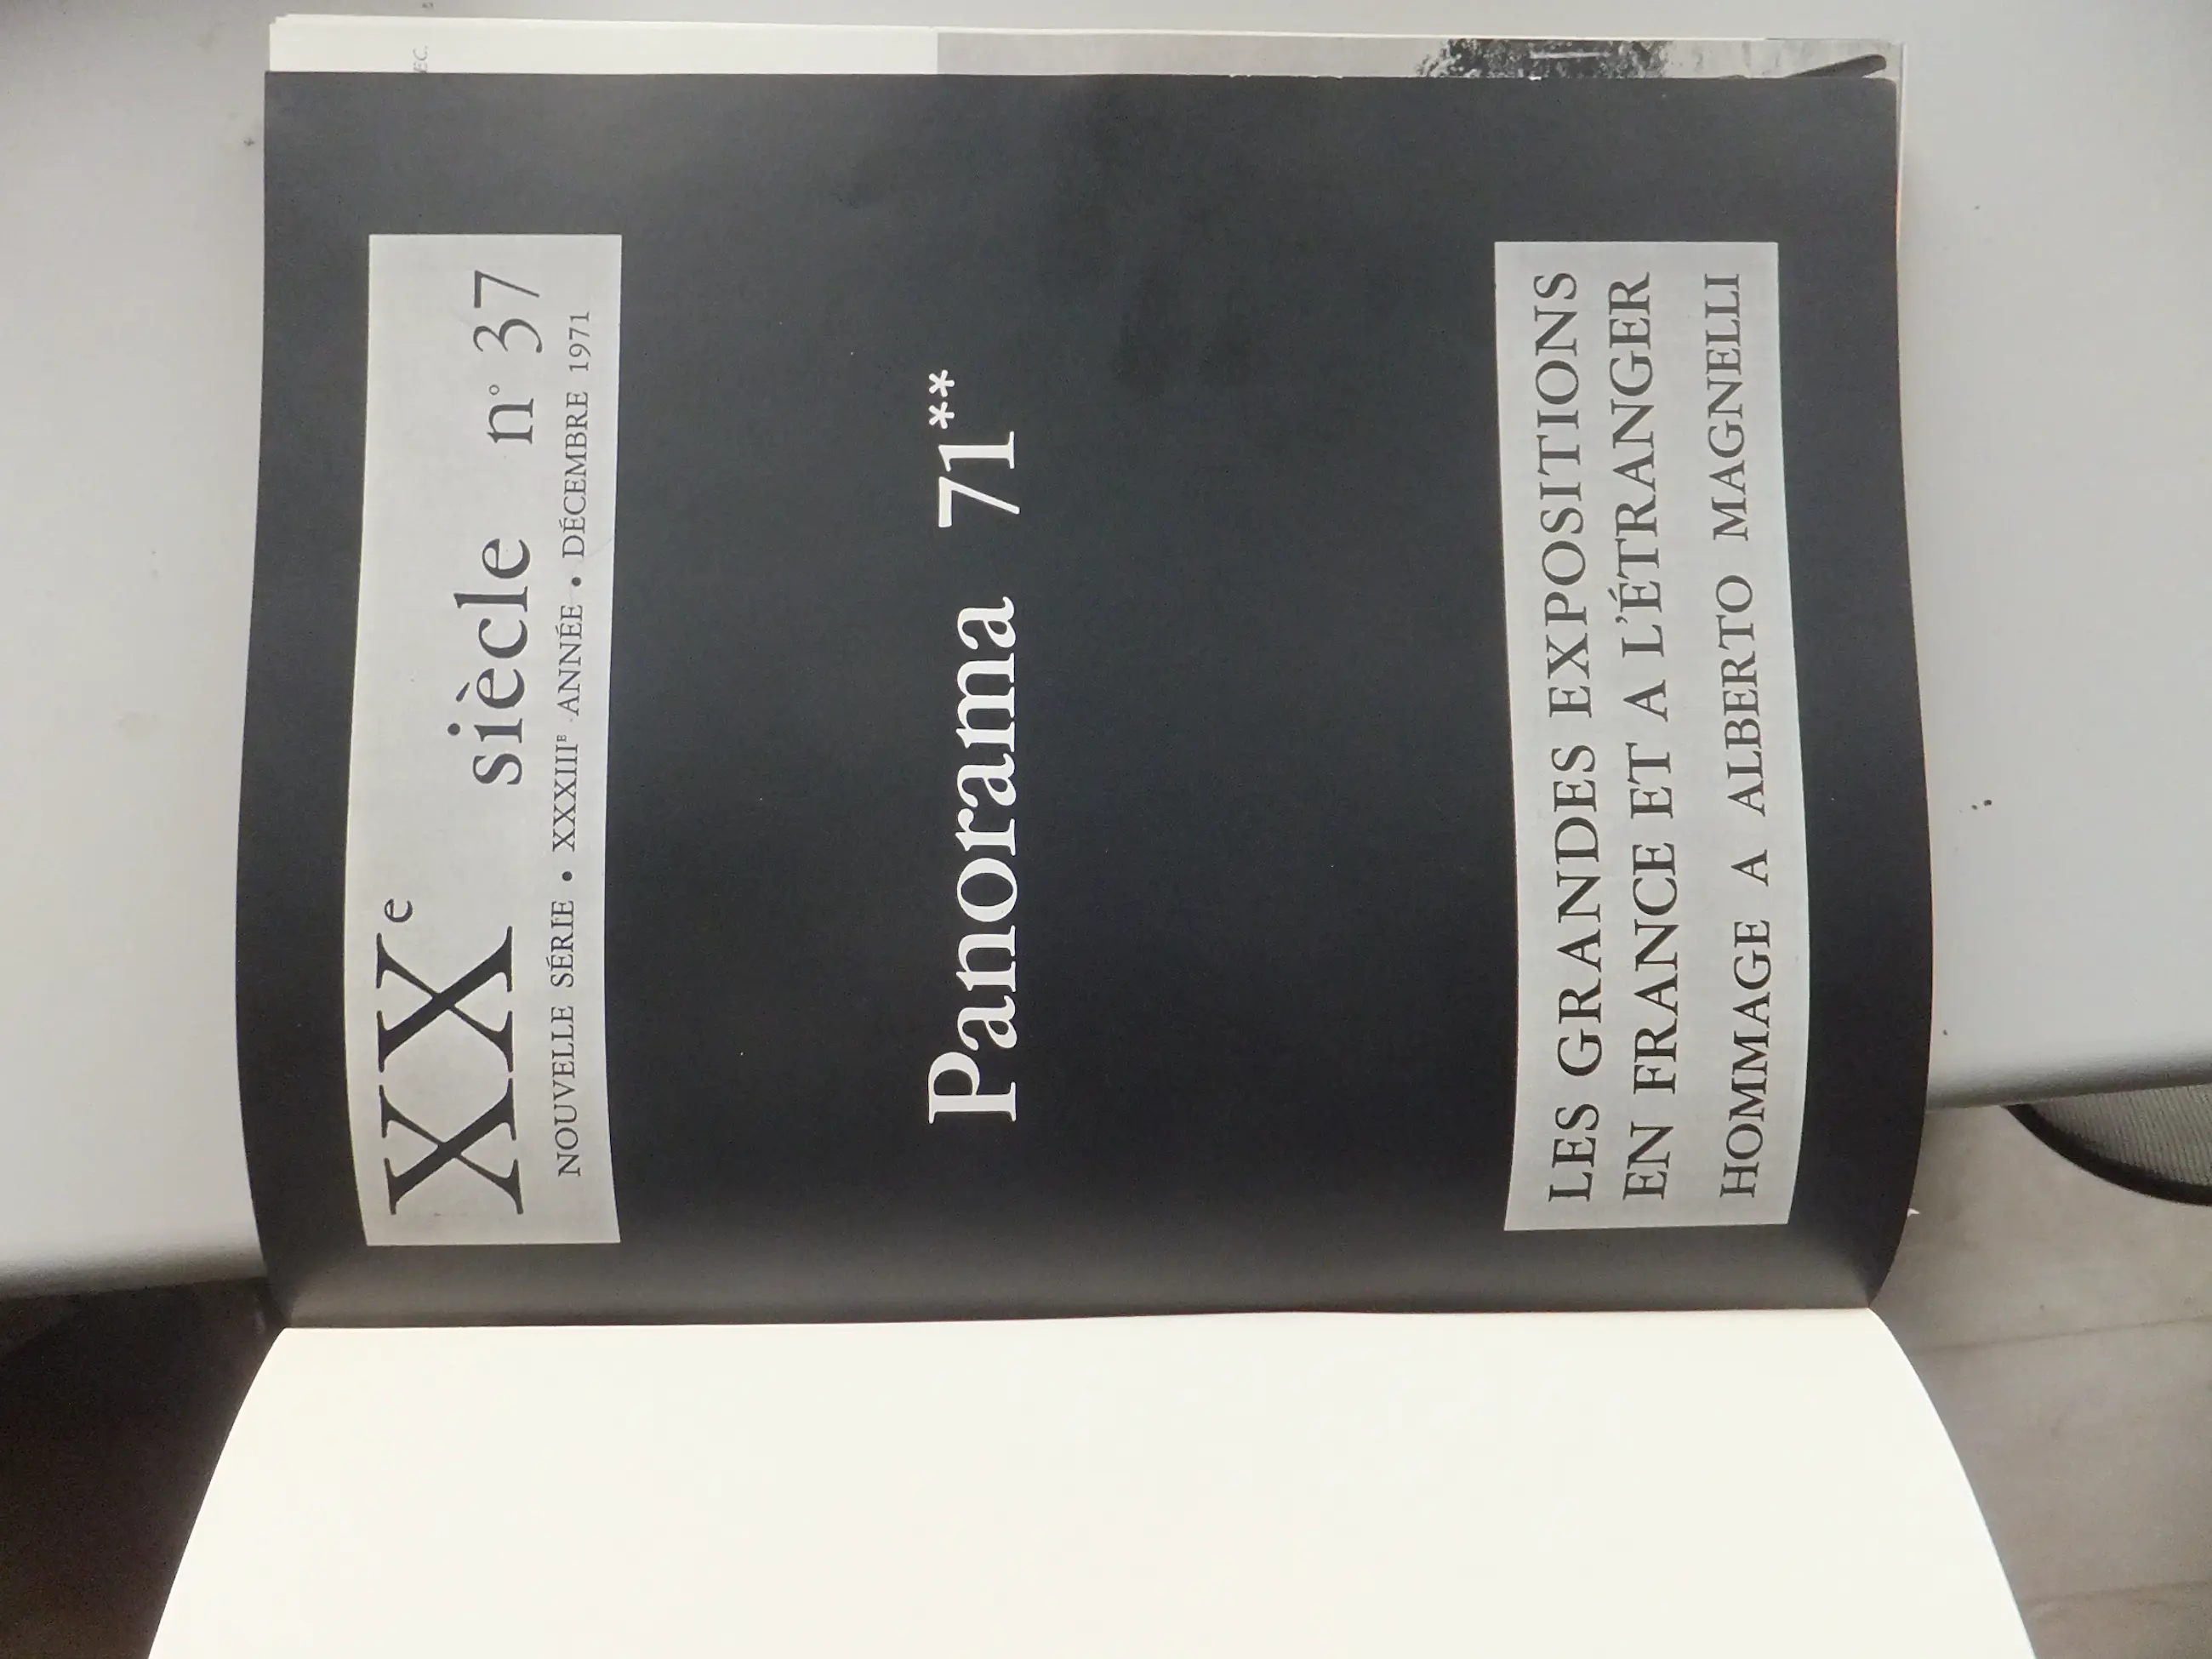 XXe siècle n° 37
NOUVELLE SÉRIE • XXXIIIE ANNÉE • DÉCEMBRE 1971
Panorama 71**
LES GRANDES EXPOSITIONS
EN FRANCE ET A L'ÉTRANGER
HOMMAGE A ALBERTO MAGNELLI